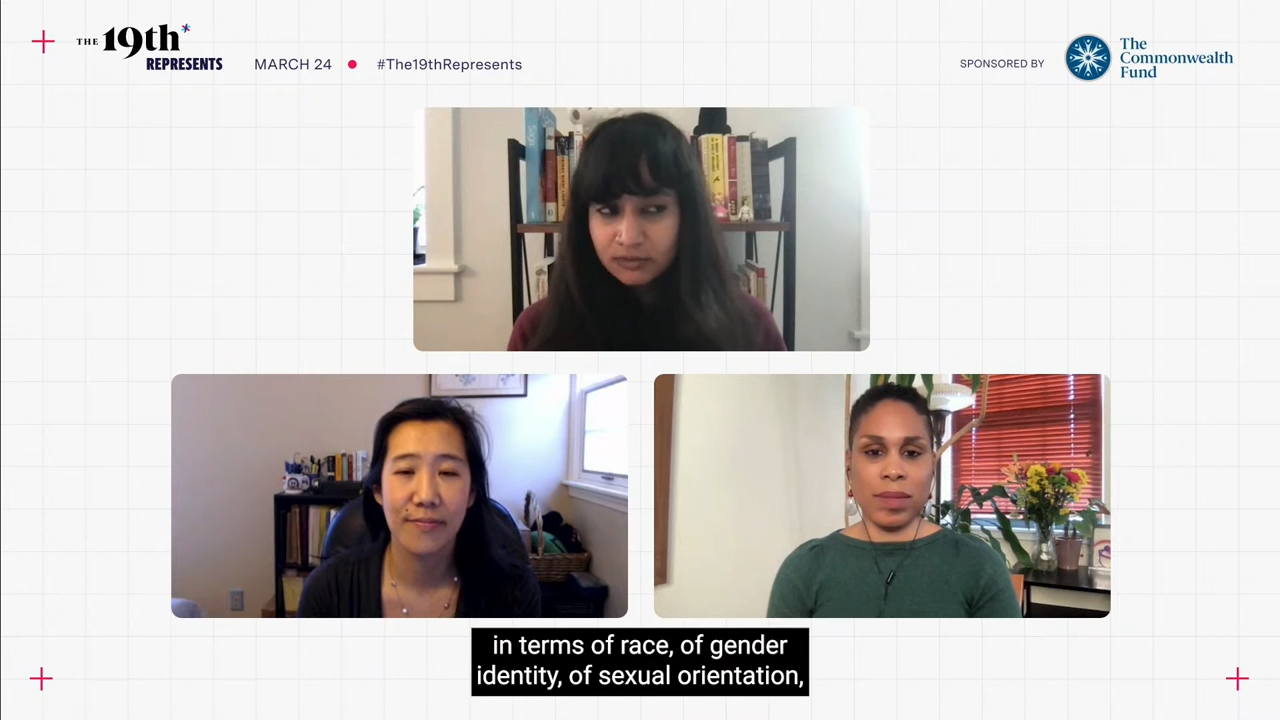 THE 19th*
REPRESENTS
MARCH 24 • #The19thRepresents
SPONSORED BY
The
Commonwealth
Fund
in terms of race, of gender
identity, of sexual orientation,